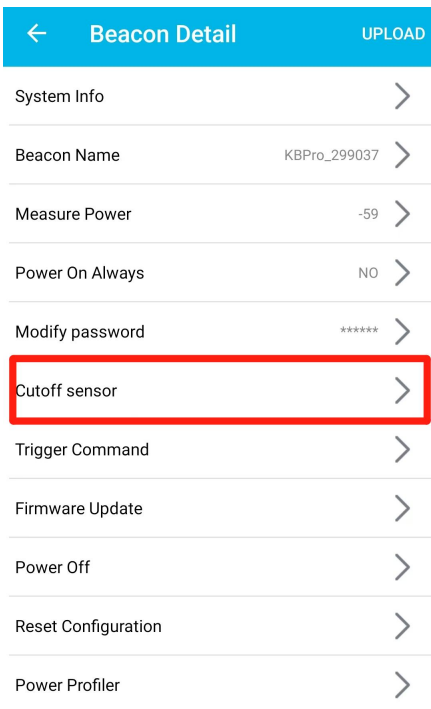 Beacon Detail UPLOAD
System Info
Beacon Name KBPro_299037
Measure Power -59
Power On Always NO
Modify password ******
Cutoff sensor
Trigger Command
Firmware Update
Power Off
Reset Configuration
Power Profiler